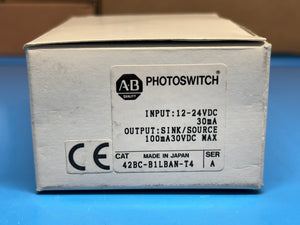 AB
QUALITY
PHOTOSWITCH®
INPUT:12-24VDC
30mA
OUTPUT:SINK/SOURCE
100mA30VDC MAX
CE
CAT
MADE IN JAPAN
SER
42BC-B1LBAN-T4
A